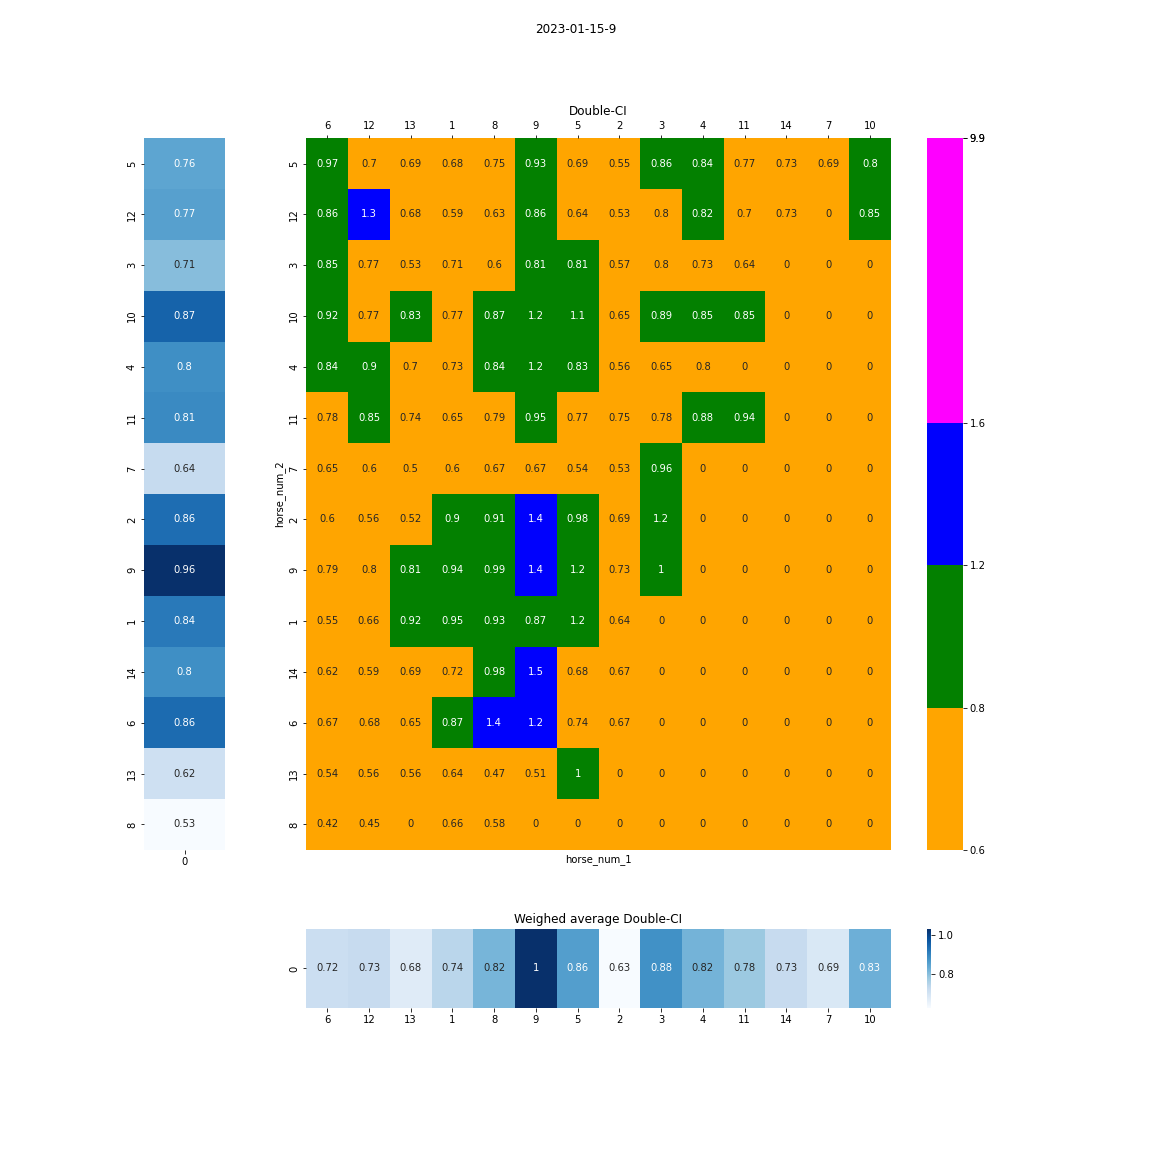 2023-01-15-9
Double-CI
6 12 13 1 8 9 5 2 3 4 11 14 7 10
9.9
5 0.76 5 0.97 0.7 0.69 0.68 0.75 0.93 0.69 0.55 0.86 0.84 0.77 0.73 0.69 0.8
12 0.77 12 0.86 1.3 0.68 0.59 0.63 0.86 0.64 0.53 0.8 0.82 0.7 0.73 0 0.85
3 0.71 3 0.85 0.77 0.53 0.71 0.6 0.81 0.81 0.57 0.8 0.73 0.64 0 0 0
10 0.87 10 0.92 0.77 0.83 0.77 0.87 1.2 1.1 0.65 0.89 0.85 0.85 0 0 0
4 0.8 4 0.84 0.9 0.7 0.73 0.84 1.2 0.83 0.56 0.65 0.8 0 0 0 0
11 0.81 11 0.78 0.85 0.74 0.65 0.79 0.95 0.77 0.75 0.78 0.88 0.94 0 0 0
1.6
7 0.64 7 0.65 0.6 0.5 0.6 0.67 0.67 0.54 0.53 0.96 0 0 0 0 0
horse_num_2
2 0.86 2 0.6 0.56 0.52 0.9 0.91 1.4 0.98 0.69 1.2 0 0 0 0 0
1.2
9 0.96 9 0.79 0.8 0.81 0.94 0.99 1.4 1.2 0.73 1 0 0 0 0 0
1 0.84 1 0.55 0.66 0.92 0.95 0.93 0.87 1.2 0.64 0 0 0 0 0 0
14 0.8 14 0.62 0.59 0.69 0.72 0.98 1.5 0.68 0.67 0 0 0 0 0 0
0.8
6 0.86 6 0.67 0.68 0.65 0.87 1.4 1.2 0.74 0.67 0 0 0 0 0 0
13 0.62 13 0.54 0.56 0.56 0.64 0.47 0.51 1 0 0 0 0 0 0 0
8 0.53 8 0.42 0.45 0 0.66 0.58 0 0 0 0 0 0 0 0 0
0.6
0
horse_num_1
Weighed average Double-CI
1.0
0 0.72 0.73 0.68 0.74 0.82 1 0.86 0.63 0.88 0.82 0.78 0.73 0.69 0.83
0.8
6 12 13 1 8 9 5 2 3 4 11 14 7 10